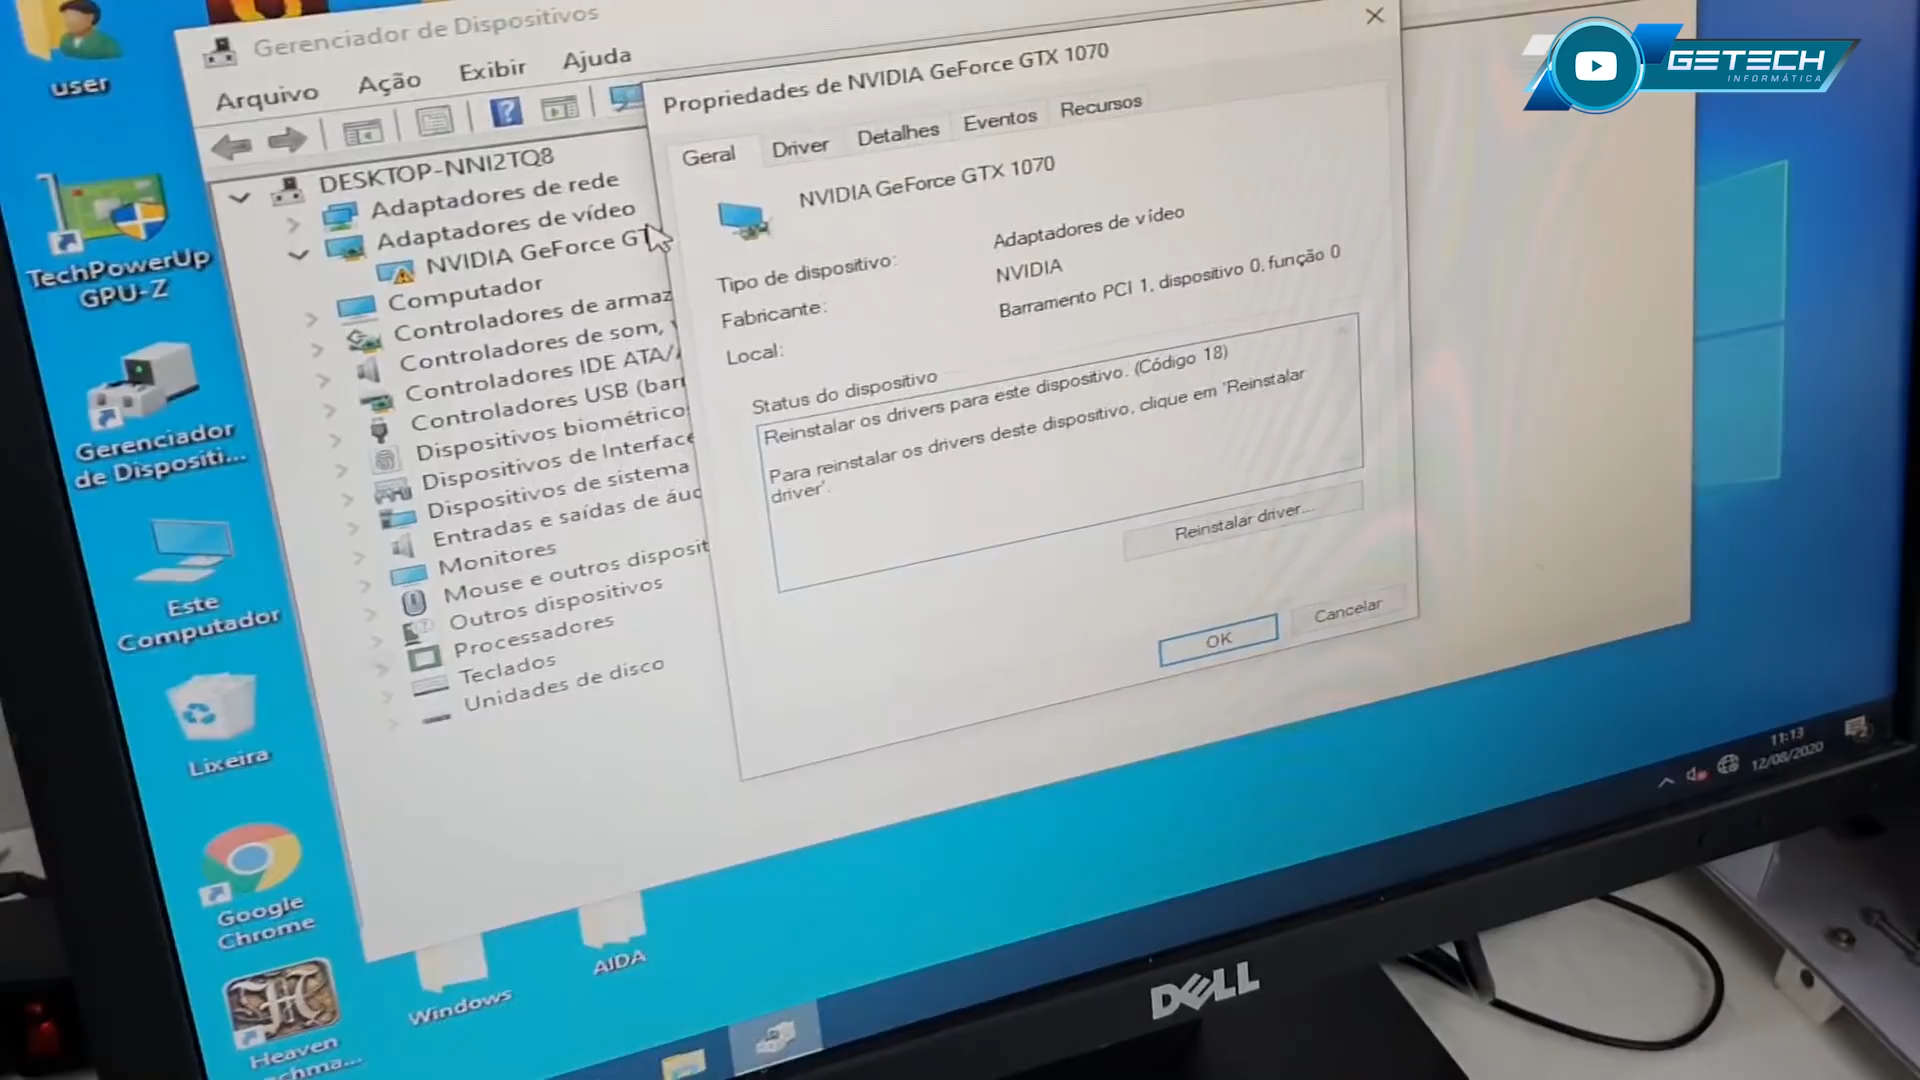 GETECH
INFORMÁTICA
Gerenciador de Dispositivos
Arquivo
Ação
Exibir
Ajuda
DESKTOP-NNI2TQ8
Adaptadores de rede
Adaptadores de vídeo
NVIDIA GeForce GT
Computador
Controladores de armaz
Controladores de som, v
Controladores IDE ATA/A
Controladores USB (barr
Dispositivos biométricos
Dispositivos de Interface
Dispositivos de sistema
Entradas e saídas de áud
Monitores
Mouse e outros disposit
Outros dispositivos
Processadores
Teclados
Unidades de disco
Propriedades de NVIDIA GeForce GTX 1070
Geral
Driver
Detalhes
Eventos
Recursos
NVIDIA GeForce GTX 1070
Tipo de dispositivo:
Adaptadores de vídeo
Fabricante:
NVIDIA
Local:
Barramento PCI 1, dispositivo 0, função 0
Status do dispositivo
Reinstalar os drivers para este dispositivo. (Código 18)
Para reinstalar os drivers deste dispositivo, clique em 'Reinstalar
driver'.
Reinstalar driver...
OK
Cancelar
user
TechPowerUp
GPU-Z
Gerenciador
de Dispositi...
Este
Computador
Lixeira
Google
Chrome
Heaven
chma...
Windows
AIDA
11:13
12/08/2020
DELL